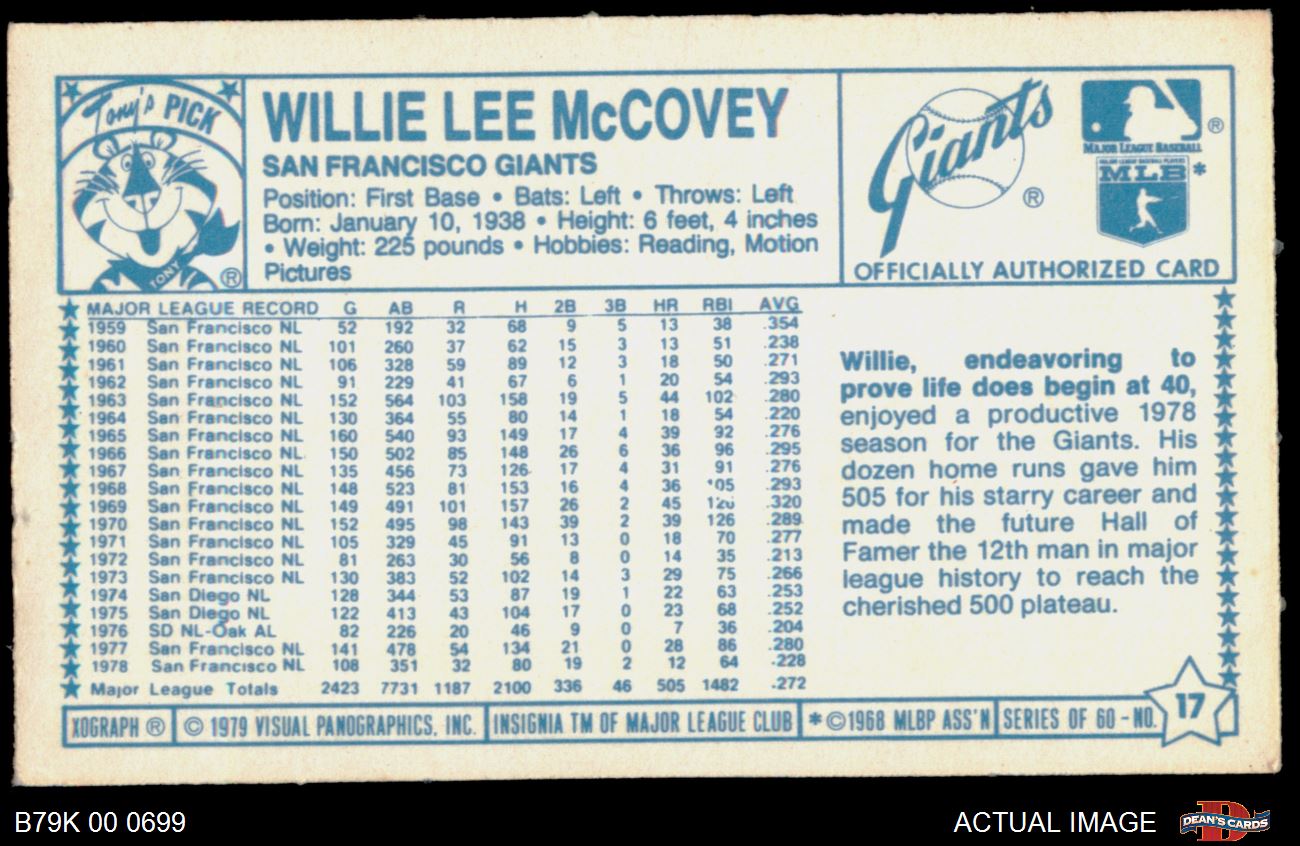 Tony's PICK
TONY
®
WILLIE LEE McCOVEY
SAN FRANCISCO GIANTS
Position: First Base • Bats: Left • Throws: Left
Born: January 10, 1938 • Height: 6 feet, 4 inches
• Weight: 225 pounds • Hobbies: Reading, Motion
Pictures
Giants ®
MAJOR LEAGUE BASEBALL ®
MAJOR LEAGUE BASEBALL PLAYERS
MLB *
OFFICIALLY AUTHORIZED CARD
MAJOR LEAGUE RECORD G AB R H 2B 3B HR RBI AVG
1959 San Francisco NL 52 192 32 68 9 5 13 38 .354
1960 San Francisco NL 101 260 37 62 15 3 13 51 .238
1961 San Francisco NL 106 328 59 89 12 3 18 50 .271
1962 San Francisco NL 91 229 41 67 6 1 20 54 .293
1963 San Francisco NL 152 564 103 158 19 5 44 102 .280
1964 San Francisco NL 130 364 55 80 14 1 18 54 .220
1965 San Francisco NL 160 540 93 149 17 4 39 92 .276
1966 San Francisco NL 150 502 85 148 26 6 36 96 .295
1967 San Francisco NL 135 456 73 126 17 4 31 91 .276
1968 San Francisco NL 148 523 81 153 16 4 36 105 .293
1969 San Francisco NL 149 491 101 157 26 2 45 126 .320
1970 San Francisco NL 152 495 98 143 39 2 39 126 .289
1971 San Francisco NL 105 329 45 91 13 0 18 70 .277
1972 San Francisco NL 81 263 30 56 8 0 14 35 .213
1973 San Francisco NL 130 383 52 102 14 3 29 75 .266
1974 San Diego NL 128 344 53 87 19 1 22 63 .253
1975 San Diego NL 122 413 43 104 17 0 23 68 .252
1976 SD NL-Oak AL 82 226 20 46 9 0 7 36 .204
1977 San Francisco NL 141 478 54 134 21 0 28 86 .280
1978 San Francisco NL 108 351 32 80 19 2 12 64 .228
Major League Totals 2423 7731 1187 2100 336 46 505 1482 .272
Willie, endeavoring to
prove life does begin at 40,
enjoyed a productive 1978
season for the Giants. His
dozen home runs gave him
505 for his starry career and
made the future Hall of
Famer the 12th man in major
league history to reach the
cherished 500 plateau.
XOGRAPH ® © 1979 VISUAL PANOGRAPHICS, INC. INSIGNIA TM OF MAJOR LEAGUE CLUB *©1968 MLBP ASS'N SERIES OF 60 - NO. 17
B79K 00 0699
ACTUAL IMAGE
DEAN'S CARDS